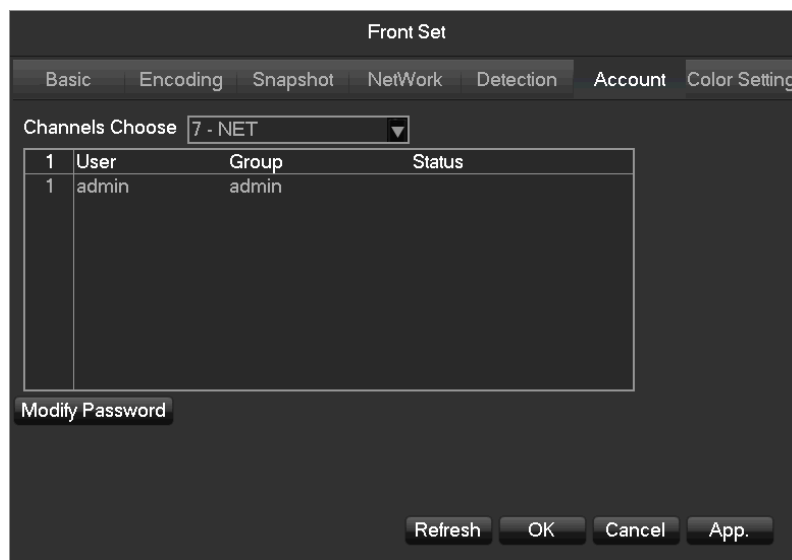 Front Set
Basic Encoding Snapshot NetWork Detection Account Color Setting
Channels Choose 7 - NET
1 User Group Status
1 admin admin
Modify Password
Refresh OK Cancel App.